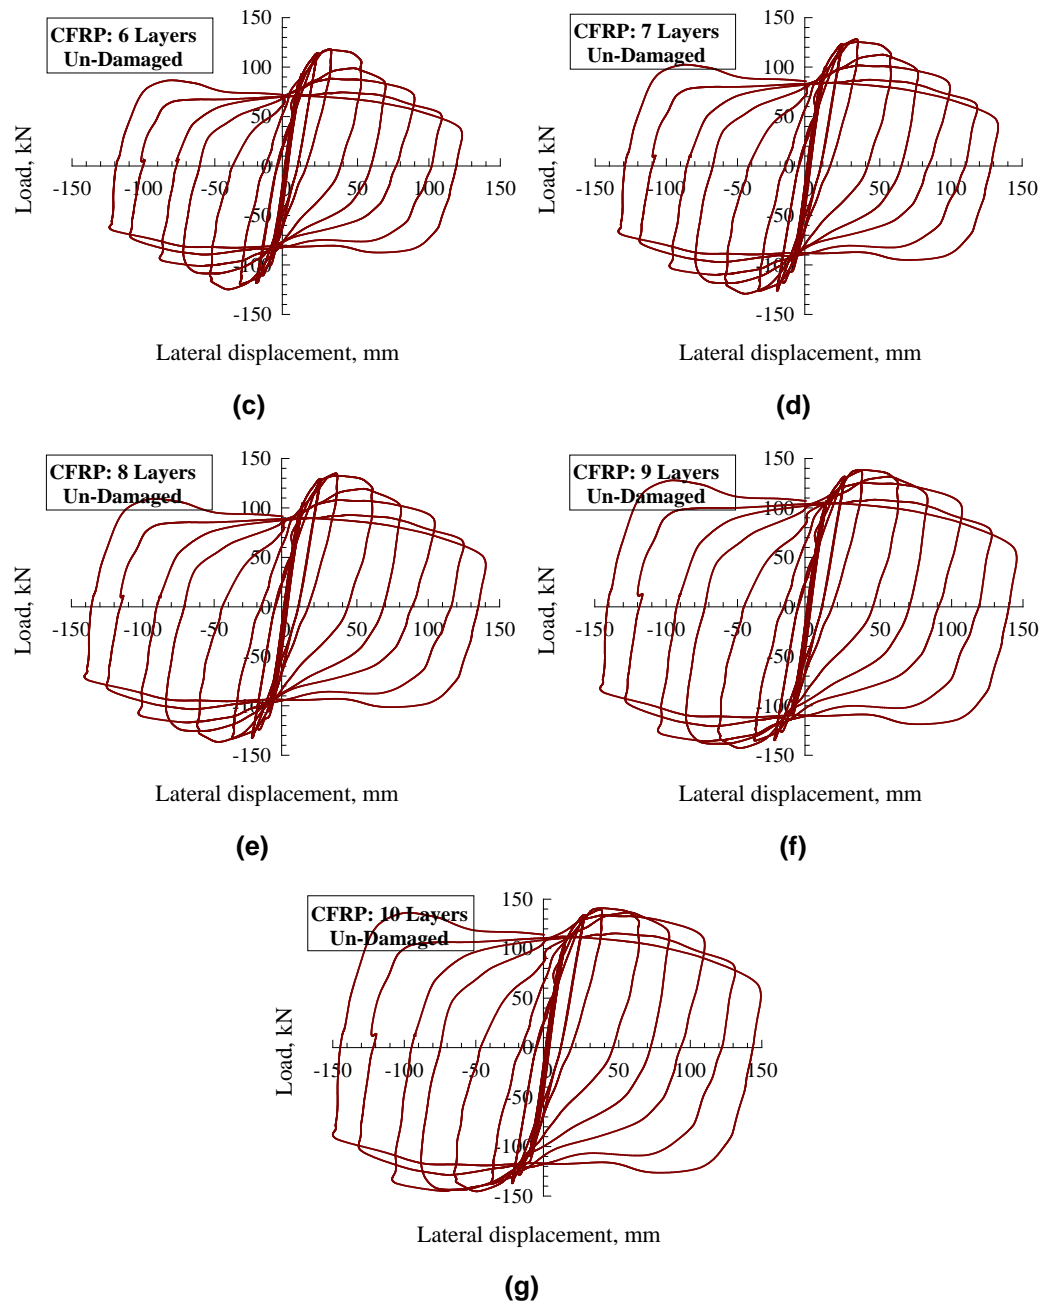 CFRP: 6 Layers
Un-Damaged
150
100
50
0
-50
-100
-150
-150
-100
-50
0
50
100
150
Load, kN
Lateral displacement, mm
(c)
CFRP: 7 Layers
Un-Damaged
150
100
50
0
-50
-100
-150
-150
-100
-50
0
50
100
150
Load, kN
Lateral displacement, mm
(d)
CFRP: 8 Layers
Un-Damaged
150
100
50
0
-50
-100
-150
-150
-100
-50
0
50
100
150
Load, kN
Lateral displacement, mm
(e)
CFRP: 9 Layers
Un-Damaged
150
100
50
0
-50
-100
-150
-150
-100
-50
0
50
100
150
Load, kN
Lateral displacement, mm
(f)
CFRP: 10 Layers
Un-Damaged
150
100
50
0
-50
-100
-150
-150
-100
-50
0
50
100
150
Load, kN
Lateral displacement, mm
(g)